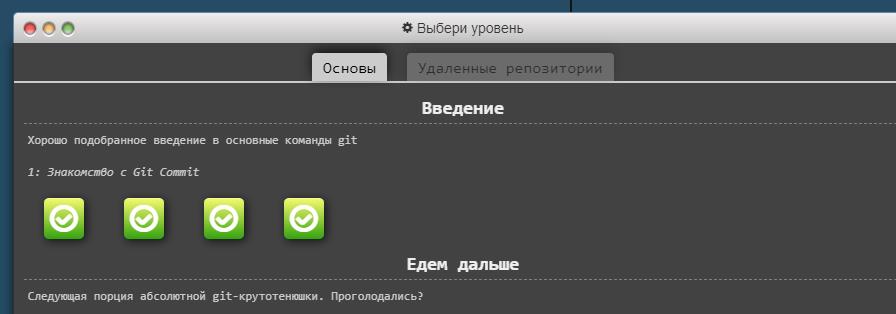 Выбери уровень
Основы
Удаленные репозитории
Введение
Хорошо подобранное введение в основные команды git
1: Знакомство с Git Commit
Едем дальше
Следующая порция абсолютной git-крутотенюшки. Проголодались?